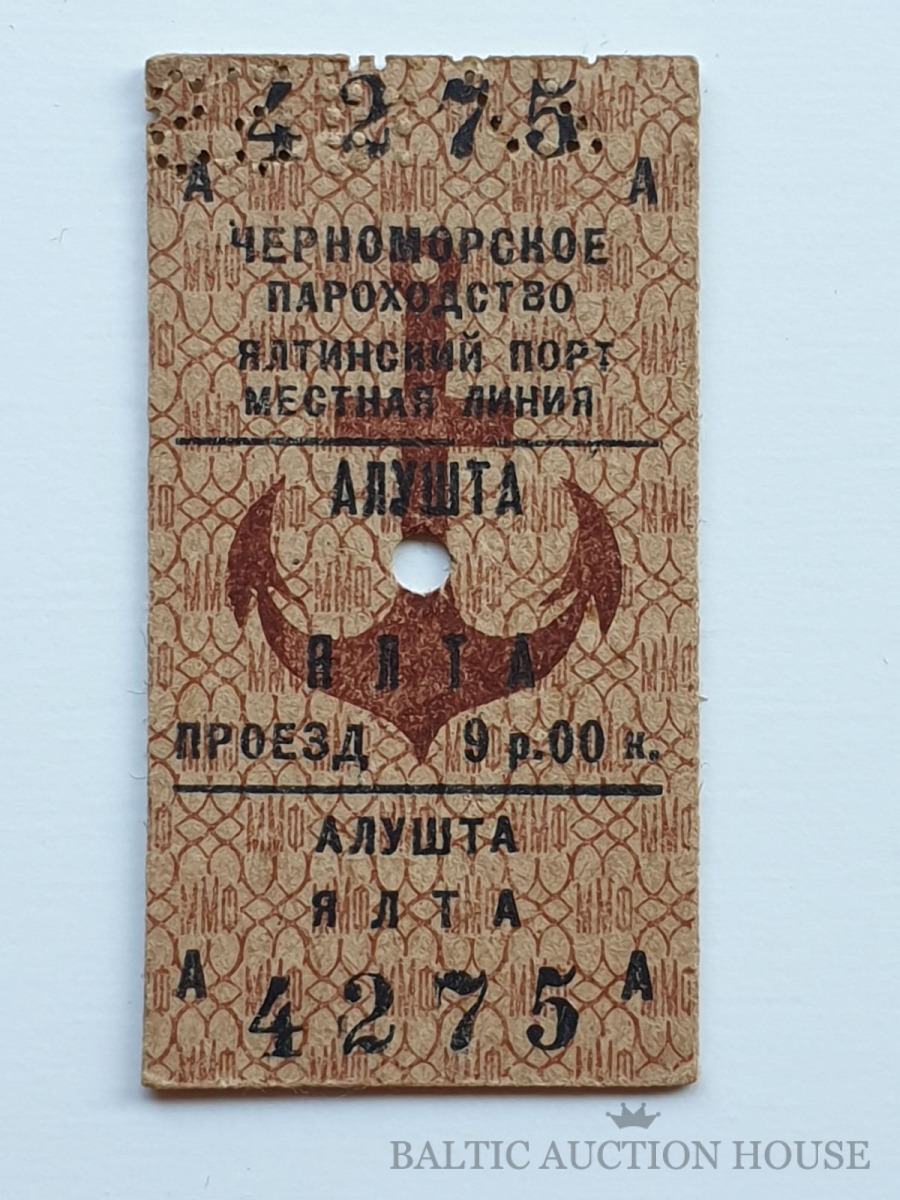 4275
А А
ЧЕРНОМОРСКОЕ
ПАРОХОДСТВО
ЯЛТИНСКИЙ ПОРТ
МЕСТНАЯ ЛИНИЯ
АЛУШТА
ЯЛТА
ПРОЕЗД 9 р.00 к.
АЛУШТА
ЯЛТА
А А
4275
BALTIC AUCTION HOUSE